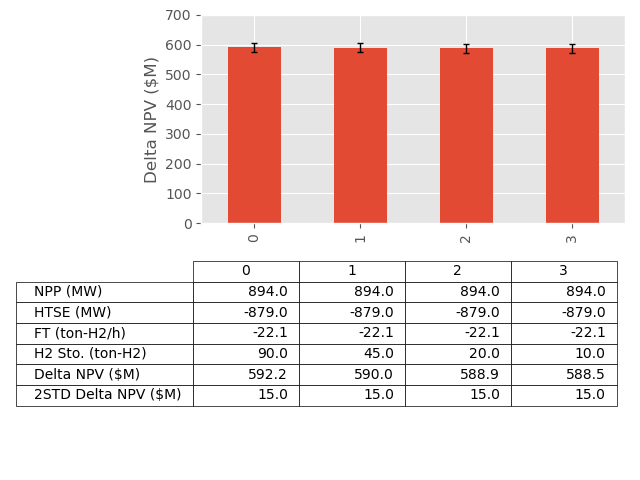 700
600
500
400
300
200
100
0
Delta NPV ($M)
0 1 2 3
0 1 2 3
NPP (MW) 894.0 894.0 894.0 894.0
HTSE (MW) -879.0 -879.0 -879.0 -879.0
FT (ton-H2/h) -22.1 -22.1 -22.1 -22.1
H2 Sto. (ton-H2) 90.0 45.0 20.0 10.0
Delta NPV ($M) 592.2 590.0 588.9 588.5
2STD Delta NPV ($M) 15.0 15.0 15.0 15.0